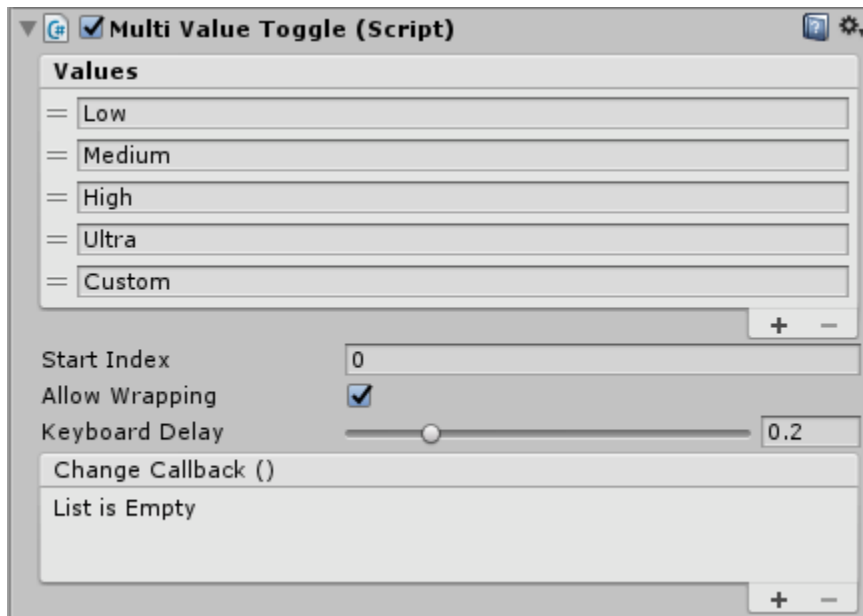 Multi Value Toggle (Script)
Values
Low
Medium
High
Ultra
Custom
Start Index 0
Allow Wrapping
Keyboard Delay 0.2
Change Callback ()
List is Empty